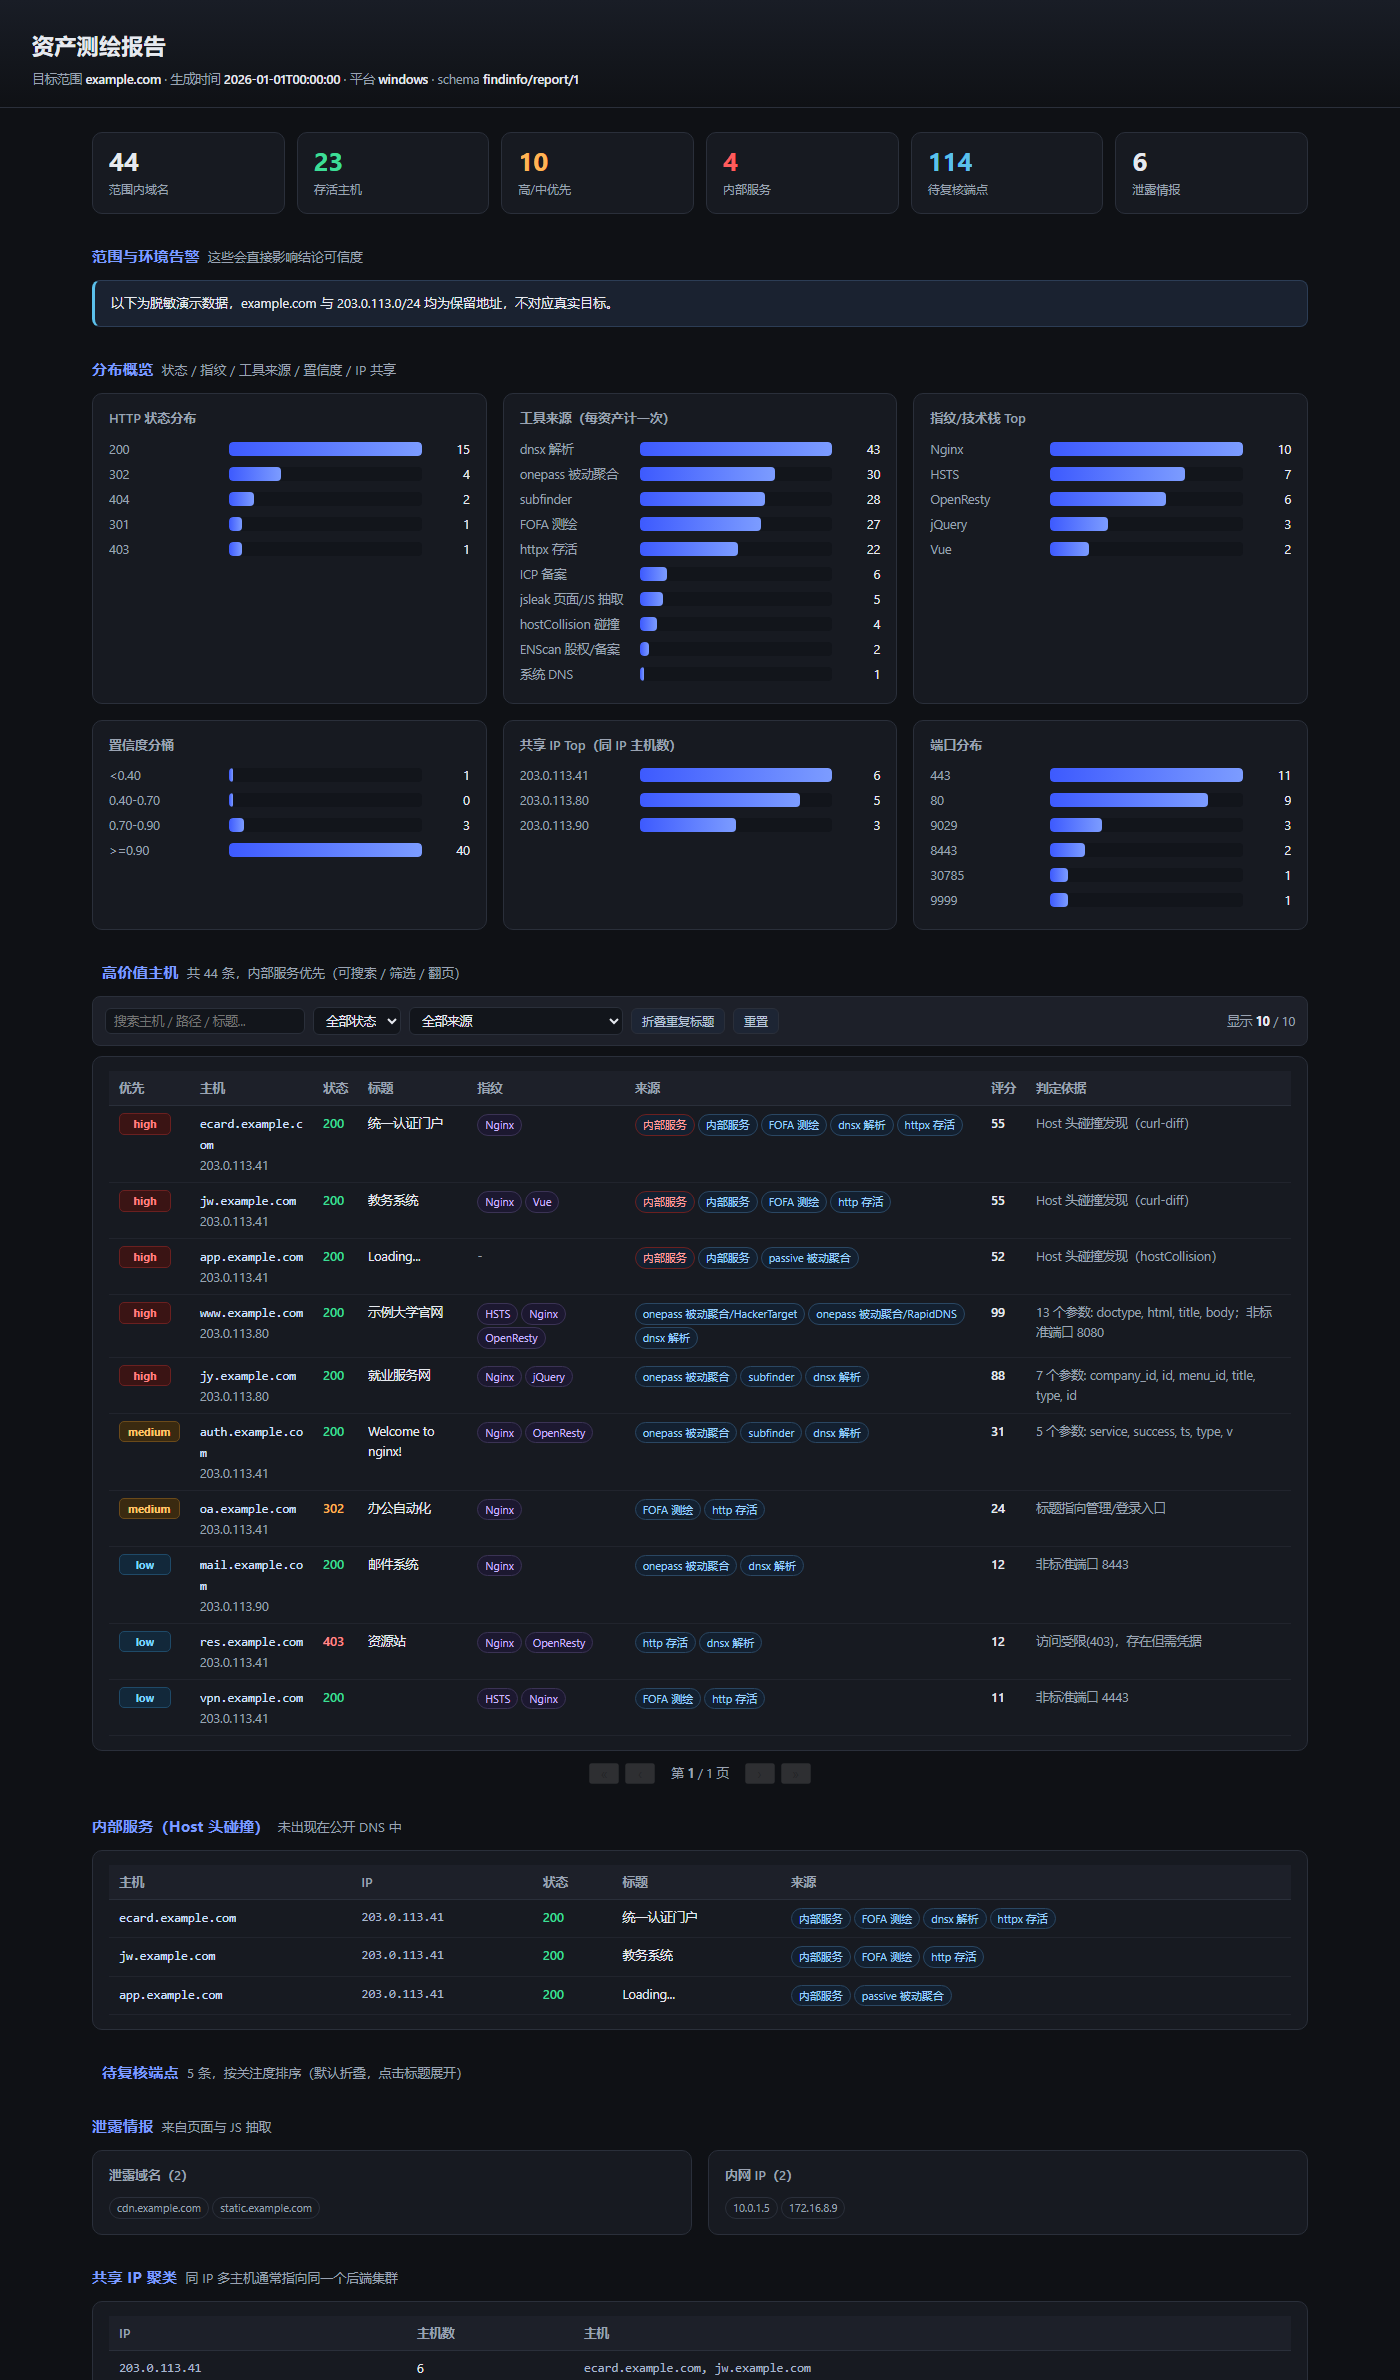 资产测绘报告
目标范围 example.com · 生成时间 2026-01-01T00:00:00 · 平台 windows · schema findinfo/report/1
44
范围内域名
23
存活主机
10
高/中优先
4
内部服务
114
待复核端点
6
泄露情报
范围与环境告警 这些会直接影响结论可信度
以下为脱敏演示数据，example.com 与 203.0.113.0/24 均为保留地址，不对应真实目标。
分布概览 状态 / 指纹 / 工具来源 / 置信度 / IP 共享
HTTP 状态分布
200 15
302 4
404 2
301 1
403 1
工具来源（每资产计一次）
dnsx 解析 43
onepass 被动聚合 30
subfinder 28
FOFA 测绘 27
httpx 存活 22
ICP 备案 6
jsleak 页面/JS 抽取 5
hostCollision 碰撞 4
ENScan 股权/备案 2
系统 DNS 1
指纹/技术栈 Top
Nginx 10
HSTS 7
OpenResty 6
jQuery 3
Vue 2
置信度分桶
<0.40 1
0.40-0.70 0
0.70-0.90 3
>=0.90 40
共享 IP Top（同 IP 主机数）
203.0.113.41 6
203.0.113.80 5
203.0.113.90 3
端口分布
443 11
80 9
9029 3
8443 2
30785 1
9999 1
高价值主机 共 44 条，内部服务优先（可搜索 / 筛选 / 翻页）
搜索主机 / 路径 / 标题... 全部状态 全部来源 折叠重复标题 重置 显示 10 / 10
优先 主机 状态 标题 指纹 来源 评分 判定依据
high ecard.example.c 200 统一认证门户 Nginx 内部服务 内部服务 FOFA 测绘 dnsx 解析 httpx 存活 55 Host 头碰撞发现（curl-diff）
om
203.0.113.41
high jw.example.com 200 教务系统 Nginx Vue 内部服务 内部服务 FOFA 测绘 http 存活 55 Host 头碰撞发现（curl-diff）
203.0.113.41
high app.example.com 200 Loading... - 内部服务 内部服务 passive 被动聚合 52 Host 头碰撞发现（hostCollision）
203.0.113.41
high www.example.com 200 示例大学官网 HSTS Nginx onepass 被动聚合/HackerTarget onepass 被动聚合/RapidDNS 99 13 个参数: doctype, html, title, body；非标
203.0.113.80 OpenResty dnsx 解析 准端口 8080
high jy.example.com 200 就业服务网 Nginx jQuery onepass 被动聚合 subfinder dnsx 解析 88 7 个参数: company_id, id, menu_id, title,
203.0.113.80 type, id
medium auth.example.co 200 Welcome to Nginx OpenResty onepass 被动聚合 subfinder dnsx 解析 31 5 个参数: service, success, ts, type, v
m nginx!
203.0.113.41
medium oa.example.com 302 办公自动化 Nginx FOFA 测绘 http 存活 24 标题指向管理/登录入口
203.0.113.41
low mail.example.co 200 邮件系统 Nginx onepass 被动聚合 dnsx 解析 12 非标准端口 8443
m
203.0.113.90
low res.example.com 403 资源站 Nginx OpenResty http 存活 dnsx 解析 12 访问受限(403)，存在但需凭据
203.0.113.41
low vpn.example.com 200 HSTS Nginx FOFA 测绘 http 存活 11 非标准端口 4443
203.0.113.41
第 1 / 1 页
内部服务（Host 头碰撞） 未出现在公开 DNS 中
主机 IP 状态 标题 来源
ecard.example.com 203.0.113.41 200 统一认证门户 内部服务 FOFA 测绘 dnsx 解析 httpx 存活
jw.example.com 203.0.113.41 200 教务系统 内部服务 FOFA 测绘 http 存活
app.example.com 203.0.113.41 200 Loading... 内部服务 passive 被动聚合
待复核端点 5 条，按关注度排序（默认折叠，点击标题展开）
泄露情报 来自页面与 JS 抽取
泄露域名（2）
cdn.example.com static.example.com
内网 IP（2）
10.0.1.5 172.16.8.9
共享 IP 聚类 同 IP 多主机通常指向同一个后端集群
IP 主机数 主机
203.0.113.41 6 ecard.example.com, jw.example.com